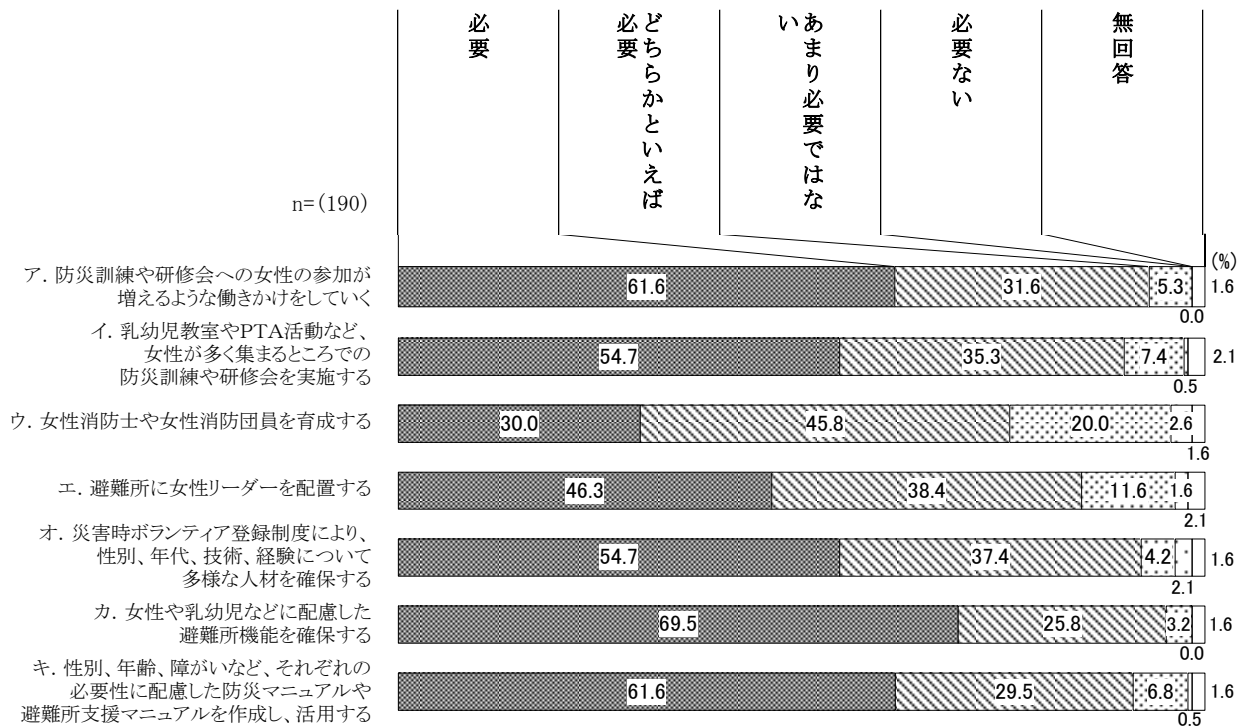 必要
どちらかといえば
必要
あまり必要ではな
い
必要ない
無回答
n=(190)
(%)
ア. 防災訓練や研修会への女性の参加が
増えるような働きかけをしていく
61.6
31.6
5.3
0.0
1.6
イ. 乳幼児教室やPTA活動など、
女性が多く集まるところでの
防災訓練や研修会を実施する
54.7
35.3
7.4
0.5
2.1
ウ. 女性消防士や女性消防団員を育成する
30.0
45.8
20.0
2.6
1.6
エ. 避難所に女性リーダーを配置する
46.3
38.4
11.6
1.6
2.1
オ. 災害時ボランティア登録制度により、
性別、年代、技術、経験について
多様な人材を確保する
54.7
37.4
4.2
2.1
1.6
カ. 女性や乳幼児などに配慮した
避難所機能を確保する
69.5
25.8
3.2
0.0
1.6
キ. 性別、年齢、障がいなど、それぞれの
必要性に配慮した防災マニュアルや
避難所支援マニュアルを作成し、活用する
61.6
29.5
6.8
0.5
1.6